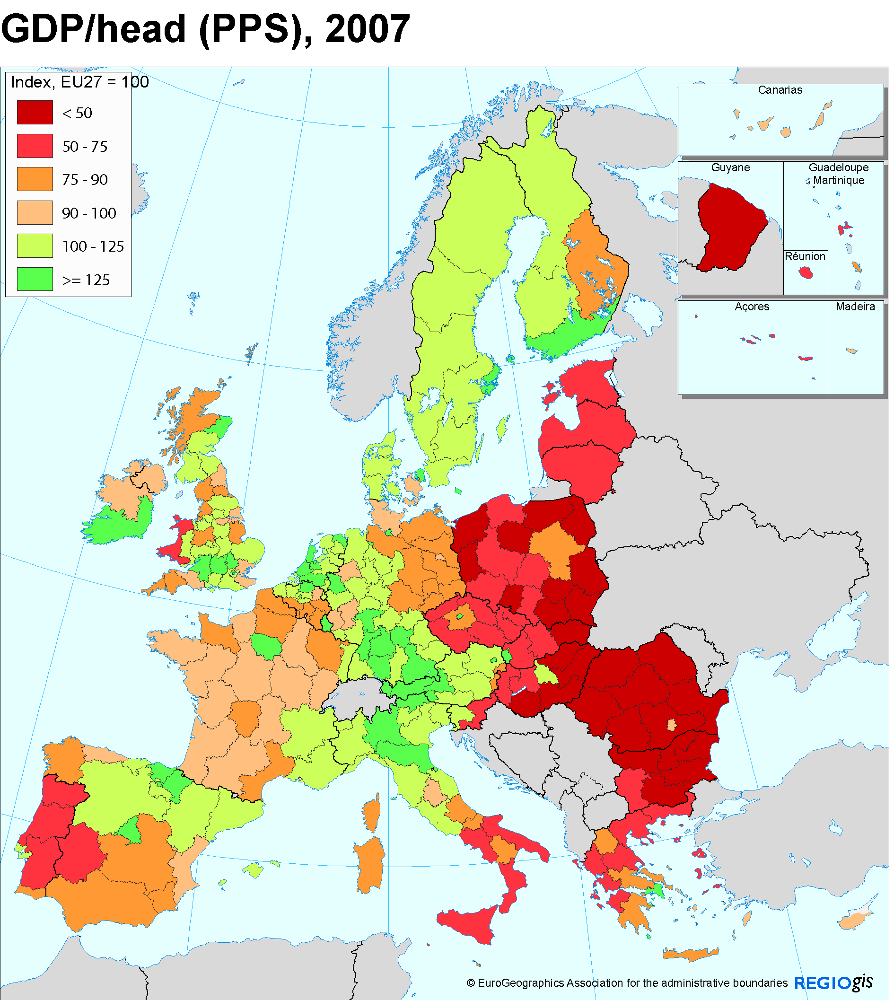 GDP/head (PPS), 2007
Index, EU27 = 100
< 50
50 - 75
75 - 90
90 - 100
100 - 125
>= 125
Canarias
Guyane
Guadeloupe
Martinique
Réunion
Açores
Madeira
© EuroGeographics Association for the administrative boundaries
REGIOgis